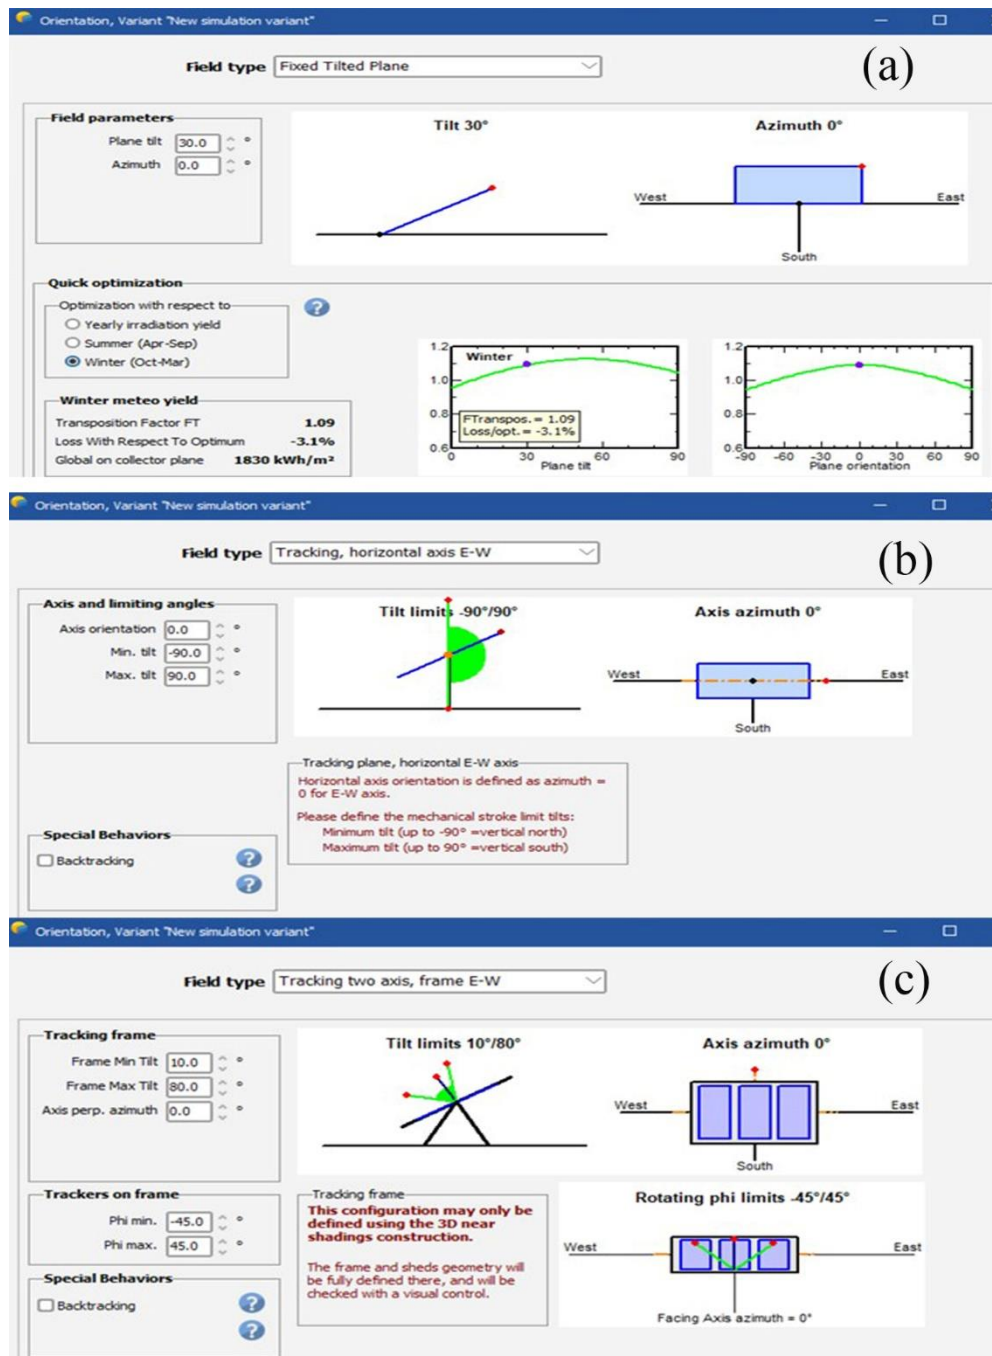 Orientation, Variant "New simulation variant"
Field type Fixed Tilted Plane
(a)
Field parameters
Plane tilt 30.0 °
Azimuth 0.0 °
Tilt 30°
Azimuth 0°
West East
South
Quick optimization
Optimization with respect to
Yearly irradiation yield
Summer (Apr-Sep)
Winter (Oct-Mar)
?
Winter meteo yield
Transposition Factor FT 1.09
Loss With Respect To Optimum -3.1%
Global on collector plane 1830 kWh/m²
1.2
1.0
0.8
0.6
Winter
FTranspos. = 1.09
Loss/opt. = -3.1%
0 30 60 90
Plane tilt
1.2
1.0
0.8
0.6
-90 -60 -30 0 30 60 90
Plane orientation
Orientation, Variant "New simulation variant"
Field type Tracking, horizontal axis E-W
(b)
Axis and limiting angles
Axis orientation 0.0 °
Min. tilt -90.0 °
Max. tilt 90.0 °
Tilt limits -90°/90°
Axis azimuth 0°
West East
South
Tracking plane, horizontal E-W axis
Horizontal axis orientation is defined as azimuth =
0 for E-W axis.
Please define the mechanical stroke limit tilts:
Minimum tilt (up to -90° =vertical north)
Maximum tilt (up to 90° =vertical south)
Special Behaviors
Backtracking ?
?
Orientation, Variant "New simulation variant"
Field type Tracking two axis, frame E-W
(c)
Tracking frame
Frame Min Tilt 10.0 °
Frame Max Tilt 80.0 °
Axis perp. azimuth 0.0 °
Tilt limits 10°/80°
Axis azimuth 0°
West East
South
Trackers on frame
Phi min. -45.0 °
Phi max. 45.0 °
Tracking frame
This configuration may only be
defined using the 3D near
shadings construction.
The frame and sheds geometry will
be fully defined there, and will be
checked with a visual control.
Rotating phi limits -45°/45°
West East
Facing Axis azimuth = 0°
Special Behaviors
Backtracking ?
?